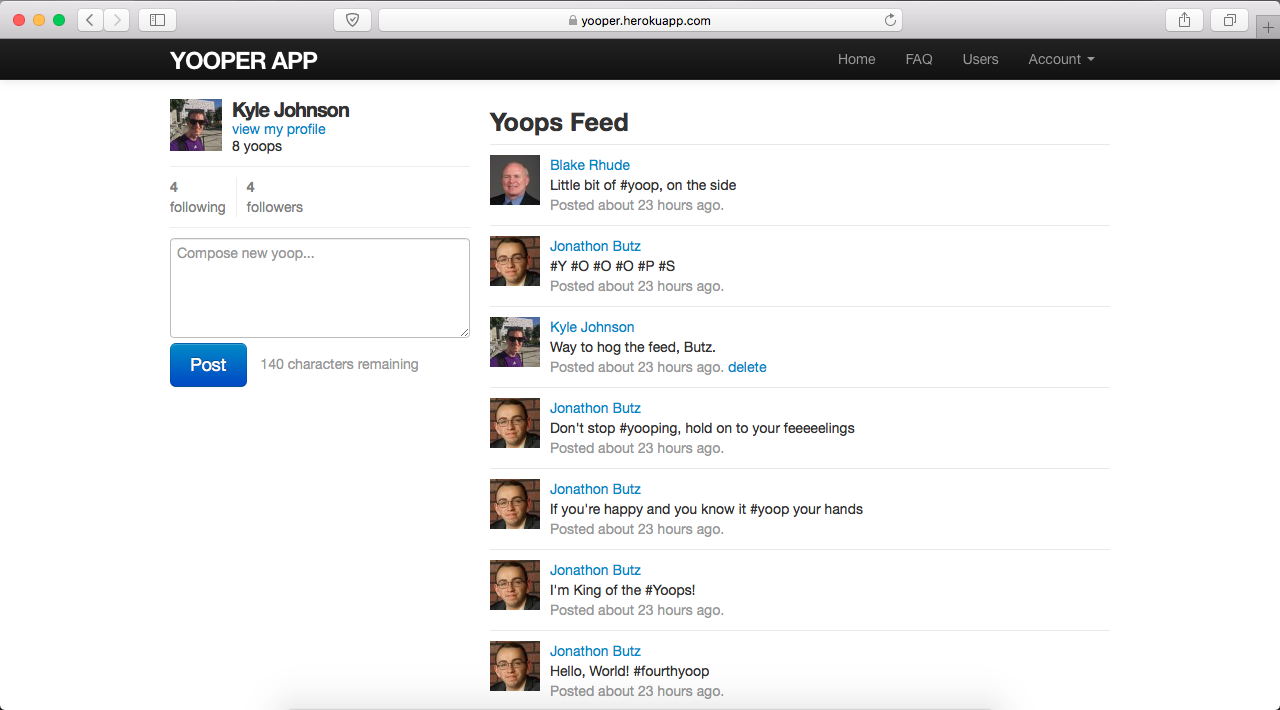 yooper.herokuapp.com
YOOPER APP
Home
FAQ
Users
Account
Kyle Johnson
view my profile
8 yoops
4
following
4
followers
Compose new yoop...
Post
140 characters remaining
Yoops Feed
Blake Rhude
Little bit of #yoop, on the side
Posted about 23 hours ago.
Jonathon Butz
#Y #O #O #O #P #S
Posted about 23 hours ago.
Kyle Johnson
Way to hog the feed, Butz.
Posted about 23 hours ago. delete
Jonathon Butz
Don't stop #yooping, hold on to your feeeeelings
Posted about 23 hours ago.
Jonathon Butz
If you're happy and you know it #yoop your hands
Posted about 23 hours ago.
Jonathon Butz
I'm King of the #Yoops!
Posted about 23 hours ago.
Jonathon Butz
Hello, World! #fourthyoop
Posted about 23 hours ago.